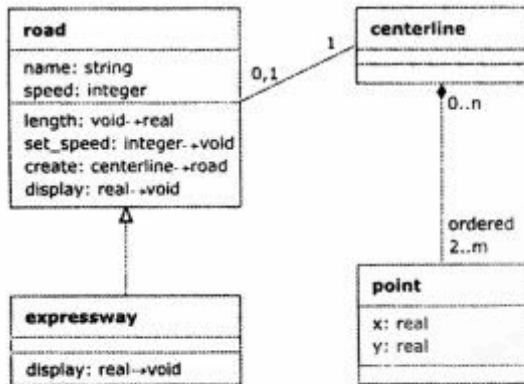 road
name: string
speed: integer
length: void→real
set_speed: integer→void
create: centerline→road
display: real→void
0,1
1
centerline
0..n
ordered
2..m
point
x: real
y: real
expressway
display: real→void